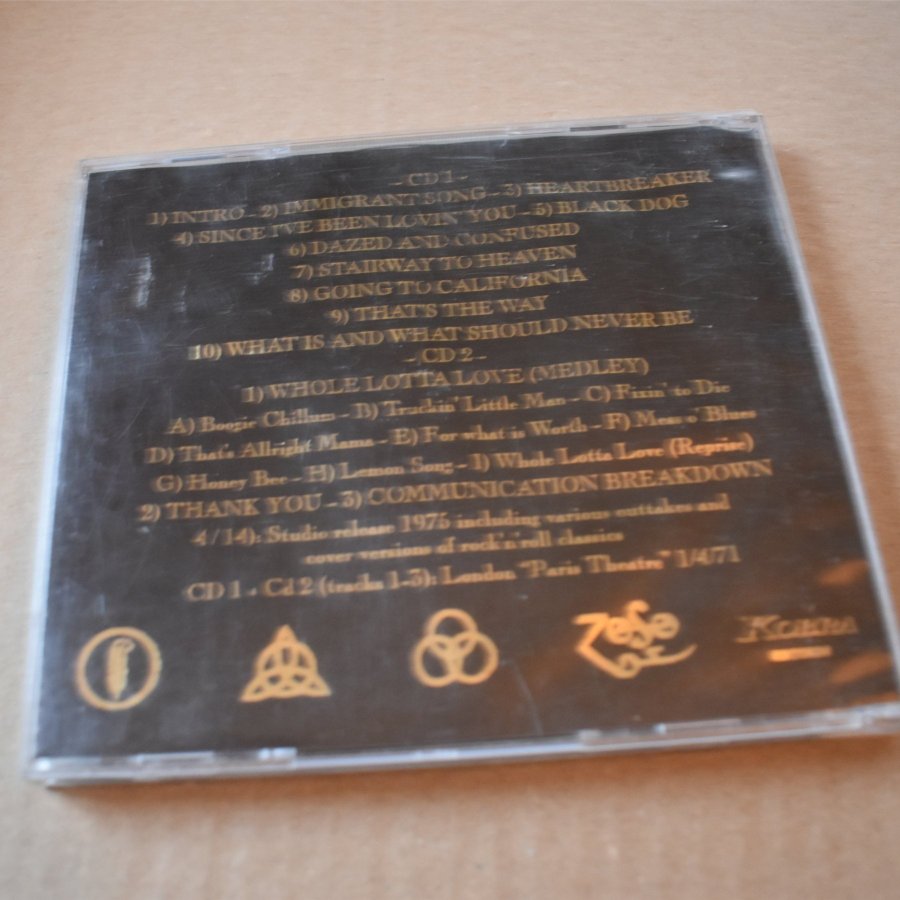 - CD 1 -
1) INTRO - 2) IMMIGRANT SONG - 3) HEARTBREAKER
4) SINCE I'VE BEEN LOVIN' YOU - 5) BLACK DOG
6) DAZED AND CONFUSED
7) STAIRWAY TO HEAVEN
8) GOING TO CALIFORNIA
9) THAT'S THE WAY
10) WHAT IS AND WHAT SHOULD NEVER BE
- CD 2 -
1) WHOLE LOTTA LOVE (MEDLEY)
A) Boogie Chillum - B) Truckin' Little Man - C) Fixin' to Die
D) That's Allright Mama - E) For what is Worth - F) Mean o' Blues
G) Honey Bee - H) Lemon Song - I) Whole Lotta Love (Reprise)
2) THANK YOU - 3) COMMUNICATION BREAKDOWN
4/14): Studio release 1975 including various outtakes and
cover versions of rock'n'roll classics
CD 1 - Cd 2 (tracks 1-3): London "Paris Theatre" 1/4/71
KOBRA